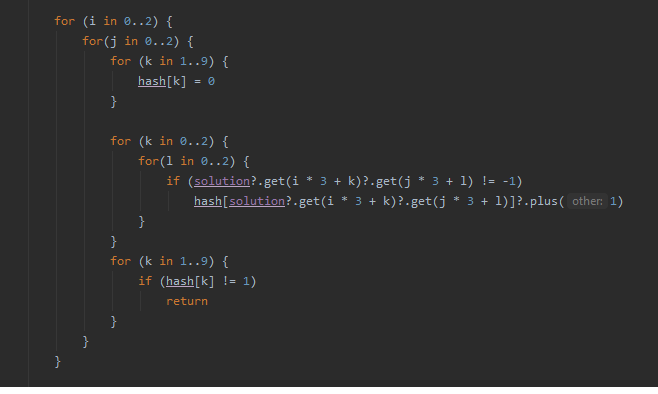 for (i in 0..2) {
for(j in 0..2) {
for (k in 1..9) {
hash[k] = 0
}
for (k in 0..2) {
for(l in 0..2) {
if (solution?.get(i * 3 + k)?.get(j * 3 + l) != -1)
hash[solution?.get(i * 3 + k)?.get(j * 3 + l)]?.plus( other: 1)
}
}
for (k in 1..9) {
if (hash[k] != 1)
return
}
}
}